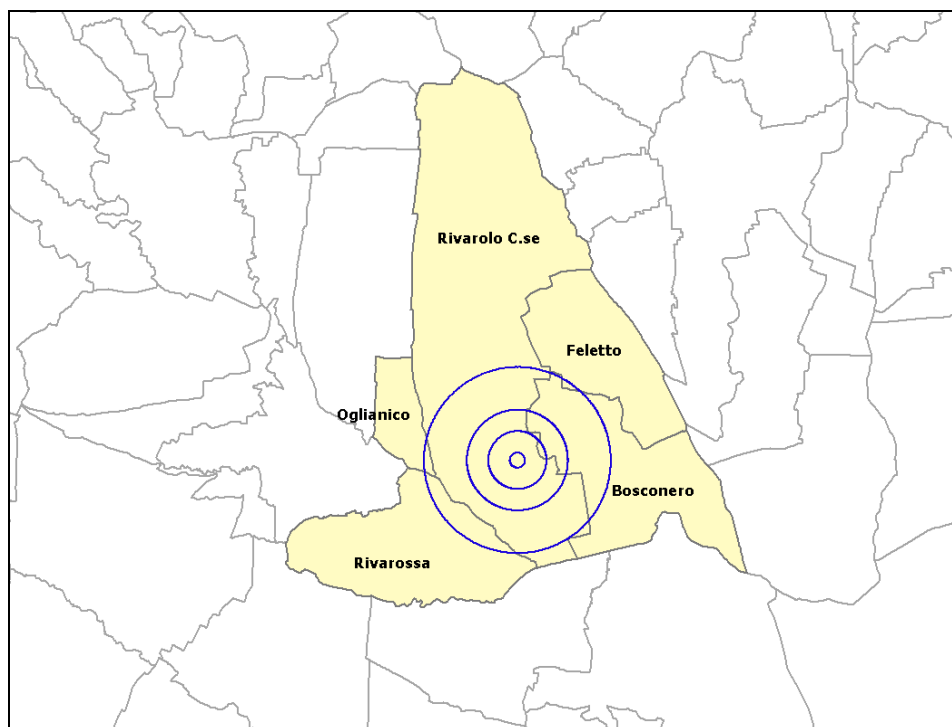 Rivarolo C.se
Feletto
Oglianico
Bosconero
Rivarossa